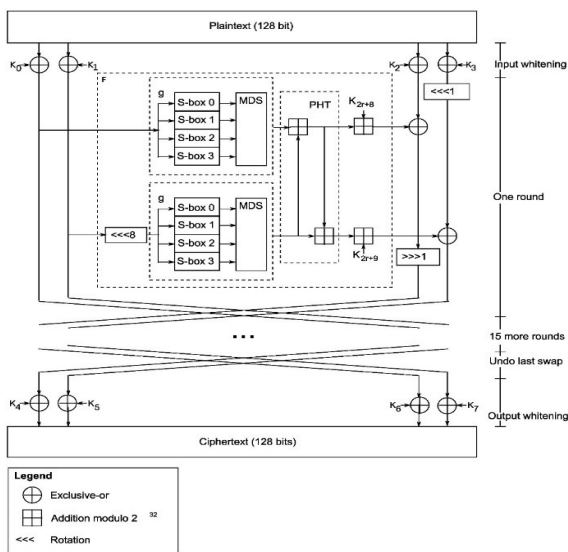 Plaintext (128 bit)
K0
K1
K2
K3
Input whitening
F
<<<1
g
S-box 0
S-box 1
S-box 2
S-box 3
MDS
PHT
K2r+8
One round
g
<<<8
S-box 0
S-box 1
S-box 2
S-box 3
MDS
K2r+9
>>>1
...
15 more rounds
Undo last swap
K4
K5
K6
K7
Output whitening
Ciphertext (128 bits)
Legend
Exclusive-or
Addition modulo 2 32
<<< Rotation